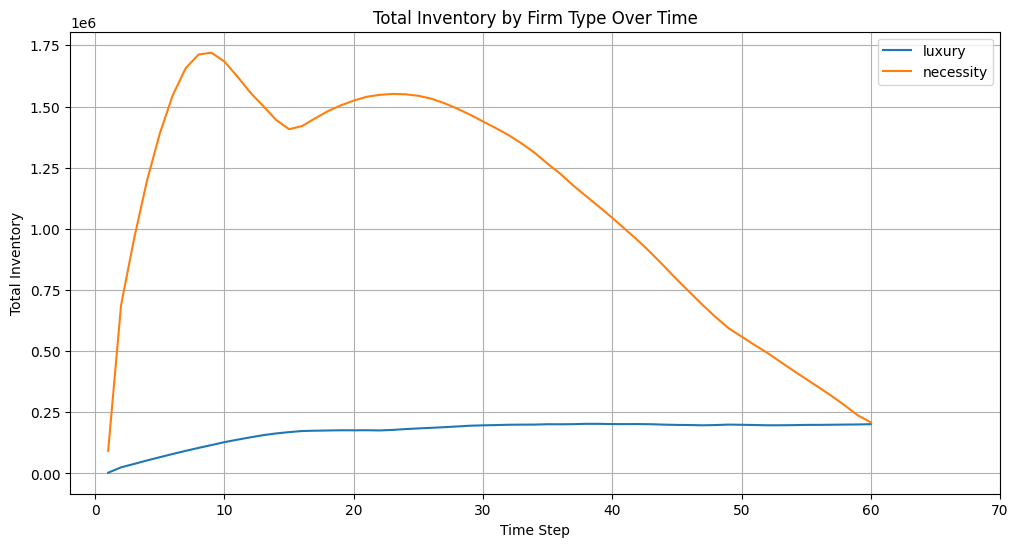 Total Inventory by Firm Type Over Time
1e6
luxury
necessity
1.75
1.50
1.25
1.00
0.75
0.50
0.25
0.00
Total Inventory
0 10 20 30 40 50 60 70
Time Step